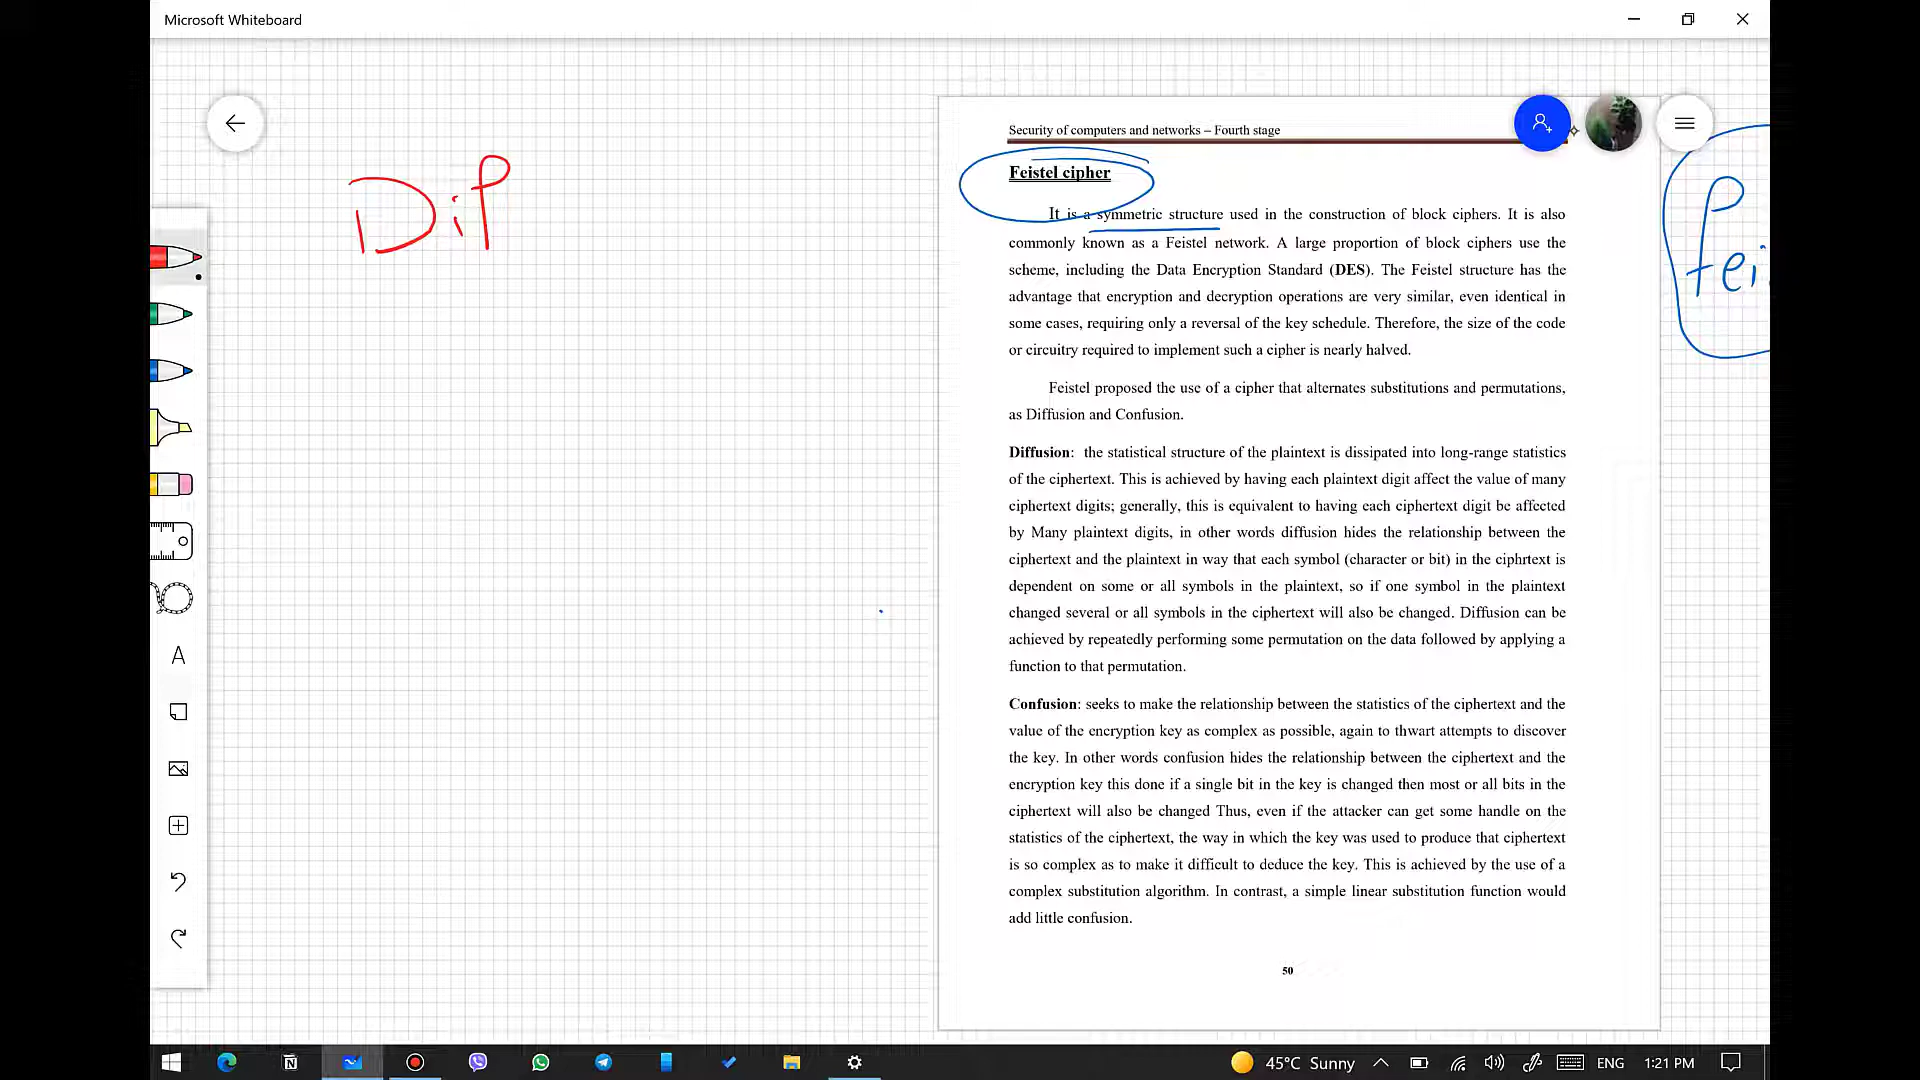 Microsoft Whiteboard
Dif
Security of computers and networks – Fourth stage
Feistel cipher
It is a symmetric structure used in the construction of block ciphers. It is also
commonly known as a Feistel network. A large proportion of block ciphers use the
scheme, including the Data Encryption Standard (DES). The Feistel structure has the
advantage that encryption and decryption operations are very similar, even identical in
some cases, requiring only a reversal of the key schedule. Therefore, the size of the code
or circuitry required to implement such a cipher is nearly halved.
Feistel proposed the use of a cipher that alternates substitutions and permutations,
as Diffusion and Confusion.
Diffusion: the statistical structure of the plaintext is dissipated into long-range statistics
of the ciphertext. This is achieved by having each plaintext digit affect the value of many
ciphertext digits; generally, this is equivalent to having each ciphertext digit be affected
by Many plaintext digits, in other words diffusion hides the relationship between the
ciphertext and the plaintext in way that each symbol (character or bit) in the ciphrtext is
dependent on some or all symbols in the plaintext, so if one symbol in the plaintext
changed several or all symbols in the ciphertext will also be changed. Diffusion can be
achieved by repeatedly performing some permutation on the data followed by applying a
function to that permutation.
Confusion: seeks to make the relationship between the statistics of the ciphertext and the
value of the encryption key as complex as possible, again to thwart attempts to discover
the key. In other words confusion hides the relationship between the ciphertext and the
encryption key this done if a single bit in the key is changed then most or all bits in the
ciphertext will also be changed Thus, even if the attacker can get some handle on the
statistics of the ciphertext, the way in which the key was used to produce that ciphertext
is so complex as to make it difficult to deduce the key. This is achieved by the use of a
complex substitution algorithm. In contrast, a simple linear substitution function would
add little confusion.
50
fei
45°C Sunny
ENG
1:21 PM